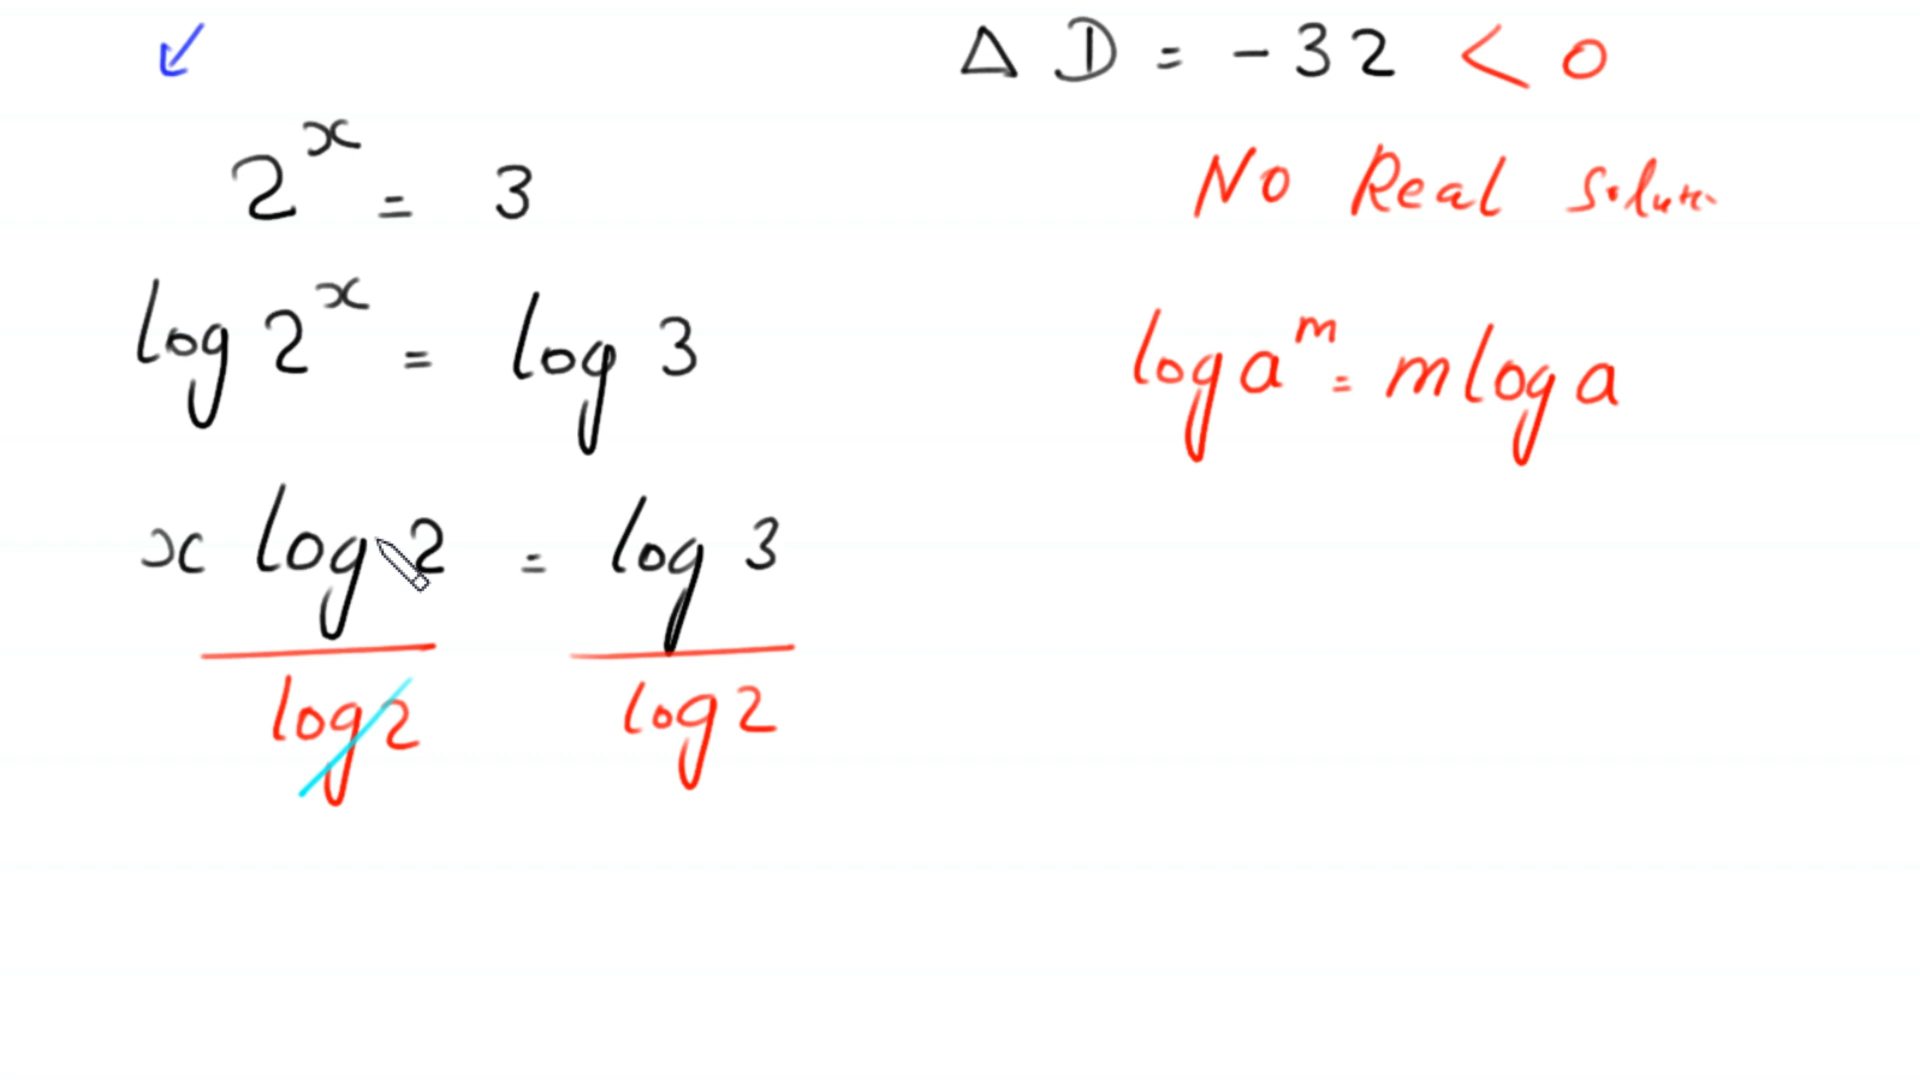 2^x = 3
log 2^x = log 3
x log 2 = log 3
log 2 log 2
Δ D = -32 < 0
No Real
log a^m = m log a